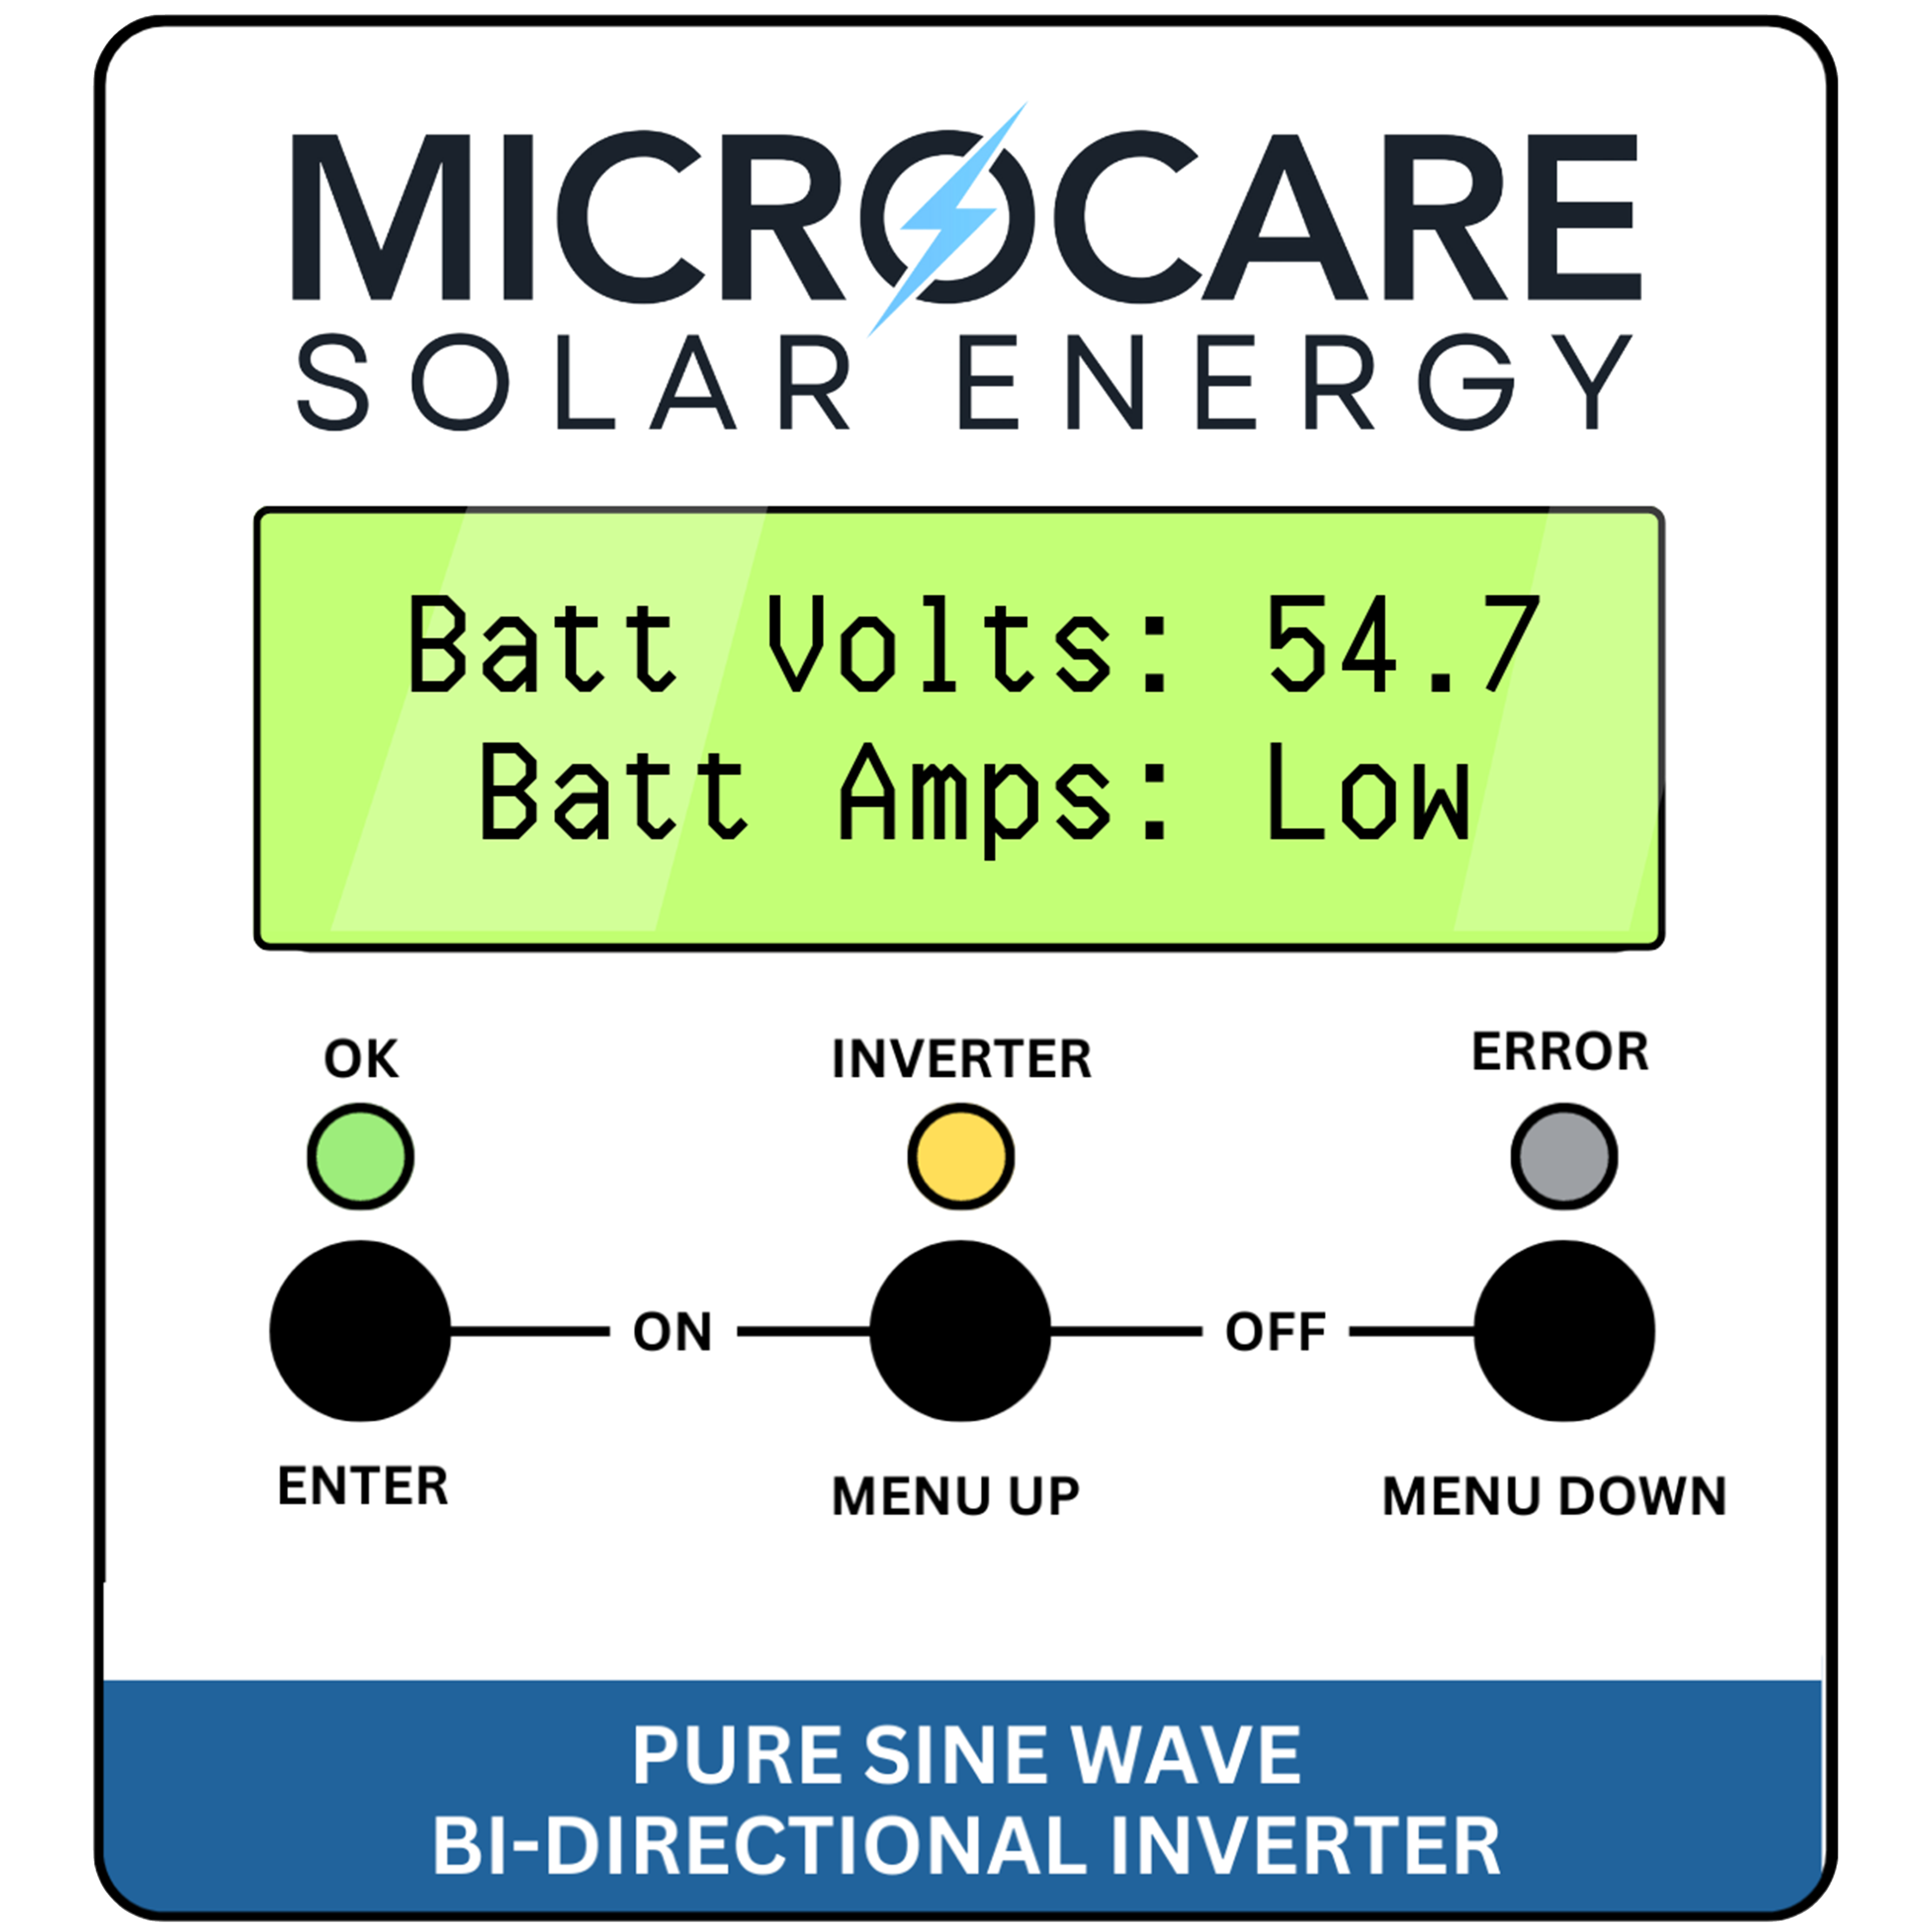 MICROCARE
SOLAR ENERGY
Batt Volts: 54.7
Batt Amps: Low
OK INVERTER ERROR
ON OFF
ENTER MENU UP MENU DOWN
PURE SINE WAVE
BI-DIRECTIONAL INVERTER